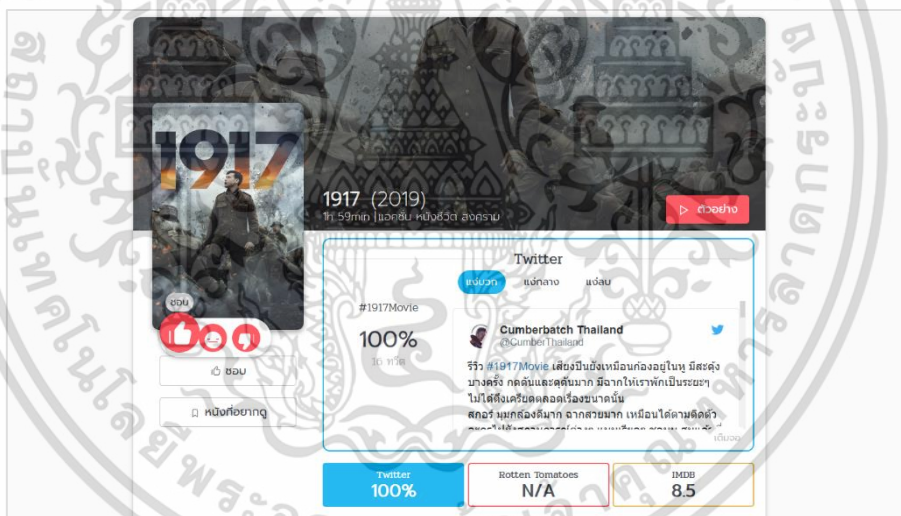 1917
1917 (2019)
1h 59min | แอคชัน หนังชีวิต สงคราม
ตัวอย่าง
ชอบ
ชอบ
หนังที่อยากดู
Twitter
แง่บวก แง่กลาง แง่ลบ
#1917Movie
100%
16 ทวีต
Cumberbatch Thailand
@CumberThailand
รีวิว #1917Movie เสียงปืนยังเหมือนก้องอยู่ในหู มีสะดุ้ง
บางครั้ง กดดันและตุ้นมาก มีฉากให้เราพักเป็นระยะๆ
ไม่ได้ตึงเครียดตลอดเรื่องขนาดนั้น
สกอร์ มุมกล้องดีมาก ฉากสวยมาก เหมือนได้ตามติดตัว
เต็มจอ
Twitter
100%
Rotten Tomatoes
N/A
IMDB
8.5